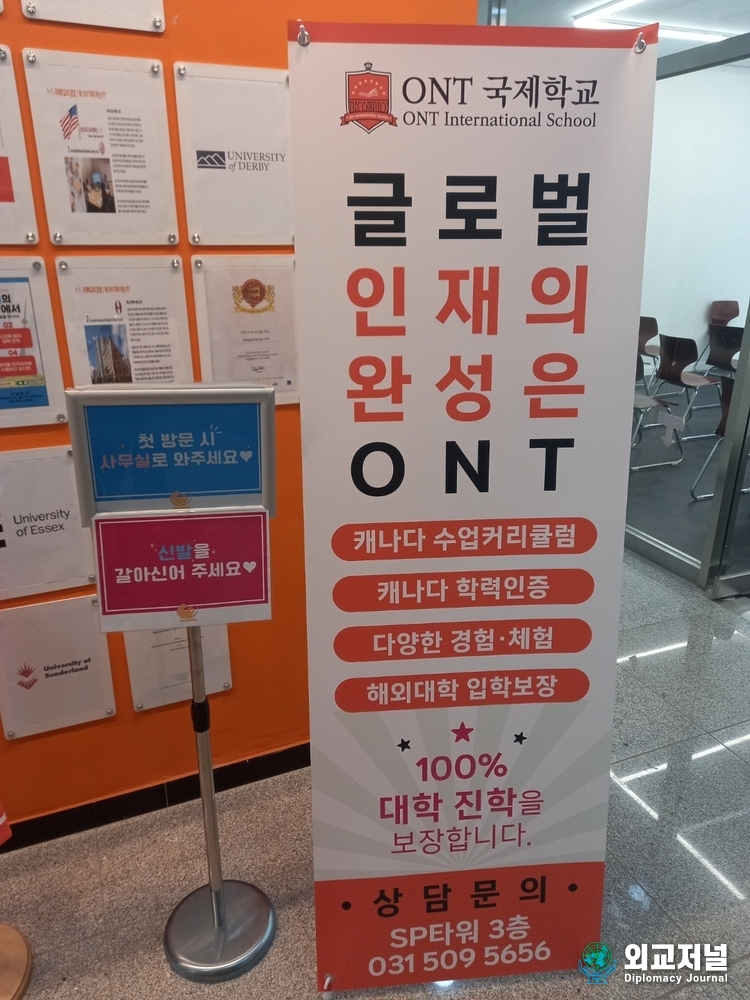 ONT 국제학교
ONT International School
글로벌
인재의
완성은
ONT
캐나다 수업커리큘럼
캐나다 학력인증
다양한 경험·체험
해외대학 입학보장
100%
대학 진학을
보장합니다.
• 상담문의 •
SP타워 3층
031 509 5656
첫 방문 시
사무실로 와주세요♥
신발을
갈아신어 주세요♥
UNIVERSITY
of DERBY
University
of Essex
University of
Sunderland
03
04
외교저널
Diplomacy Journal